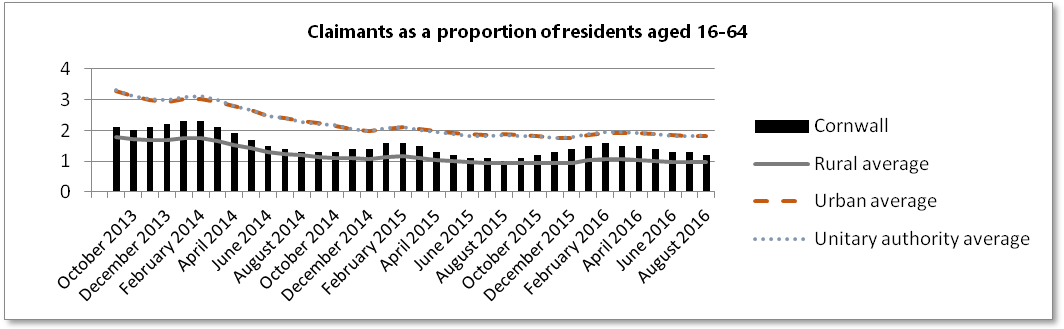 Claimants as a proportion of residents aged 16-64
4
3
2
1
0
October 2013
December 2013
February 2014
April 2014
June 2014
August 2014
October 2014
December 2014
February 2015
April 2015
June 2015
August 2015
October 2015
December 2015
February 2016
April 2016
June 2016
August 2016
Cornwall
Rural average
Urban average
Unitary authority average